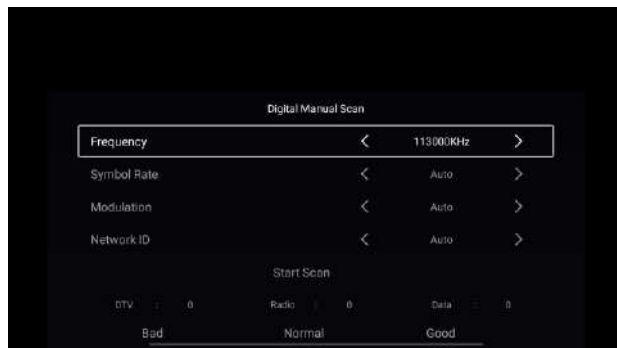 Digital Manual Scan
Frequency < 113000KHz >
Symbol Rate < Auto >
Modulation < Auto >
Network ID < Auto >
Start Scan
DTV : 0 Radio : 0 Data : 0
Bad Normal Good